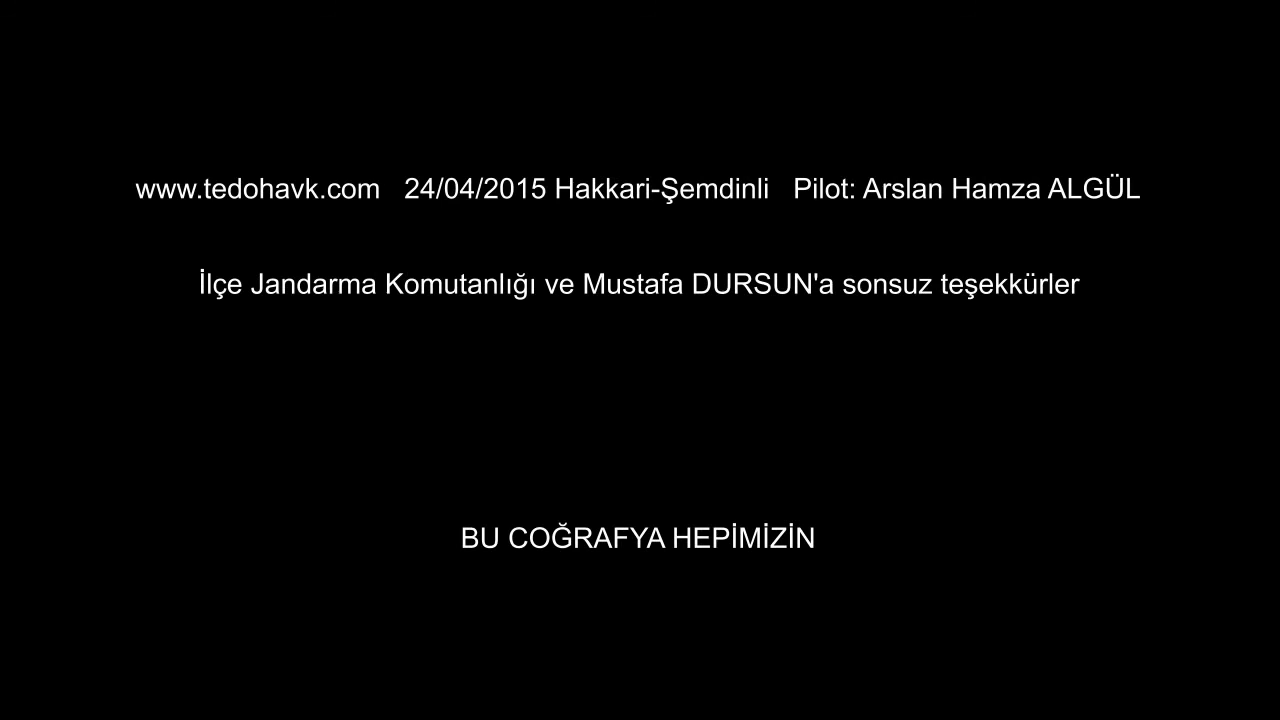 www.tedohavk.com 24/04/2015 Hakkari-Şemdinli Pilot: Arslan Hamza ALGÜL
İlçe Jandarma Komutanlığı ve Mustafa DURSUN'a sonsuz teşekkürler
BU COĞRAFYA HEPİMİZİN